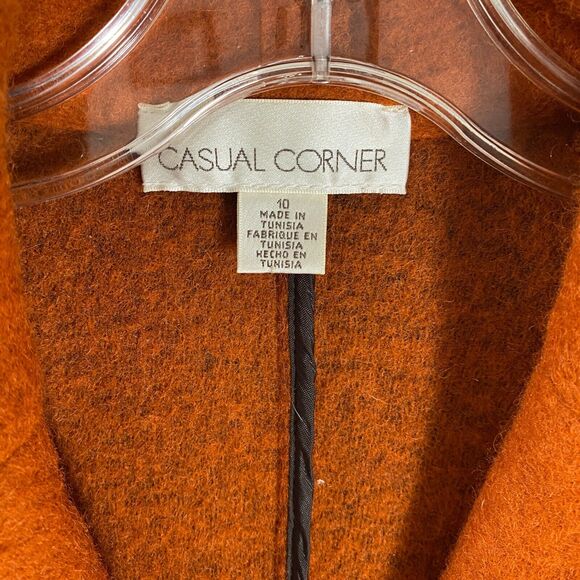 CASUAL CORNER
10
MADE IN
TUNISIA
FABRIQUE EN
TUNISIA
HECHO EN
TUNISIA